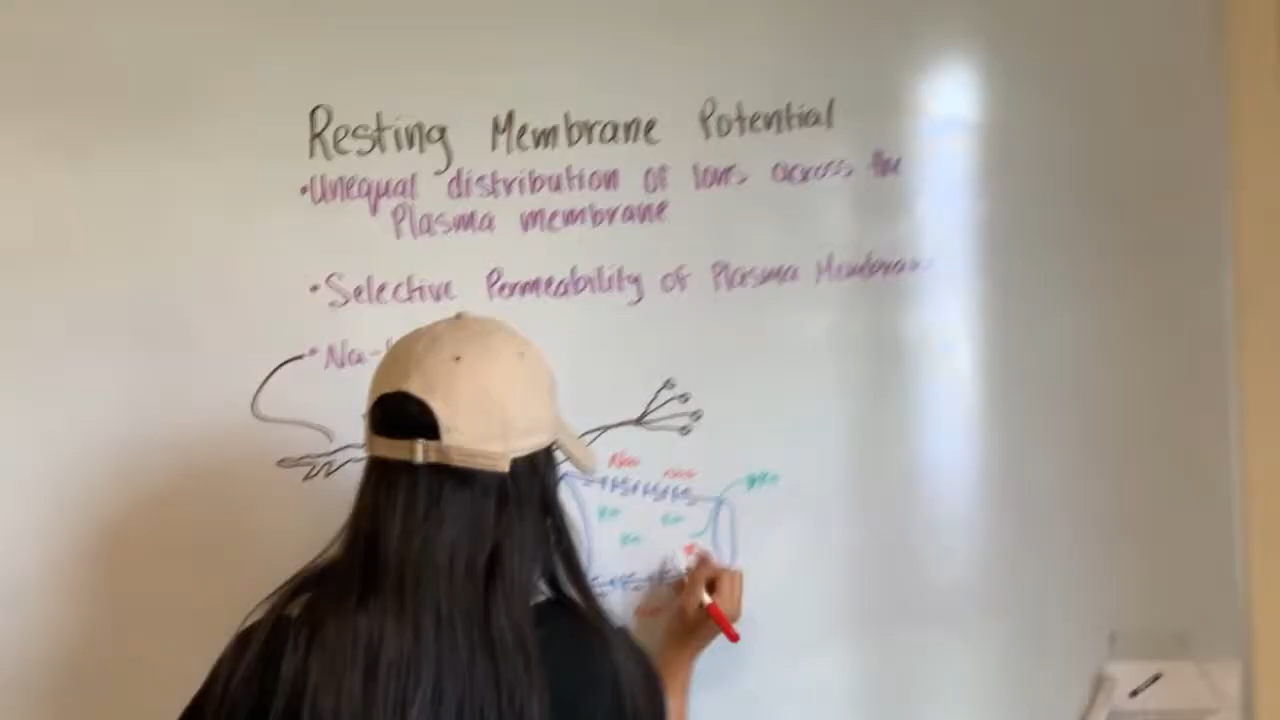 Resting Membrane Potential
•Unequal distribution of ions across the
Plasma membrane
•Selective Permeability of Plasma Membrane
•Na-